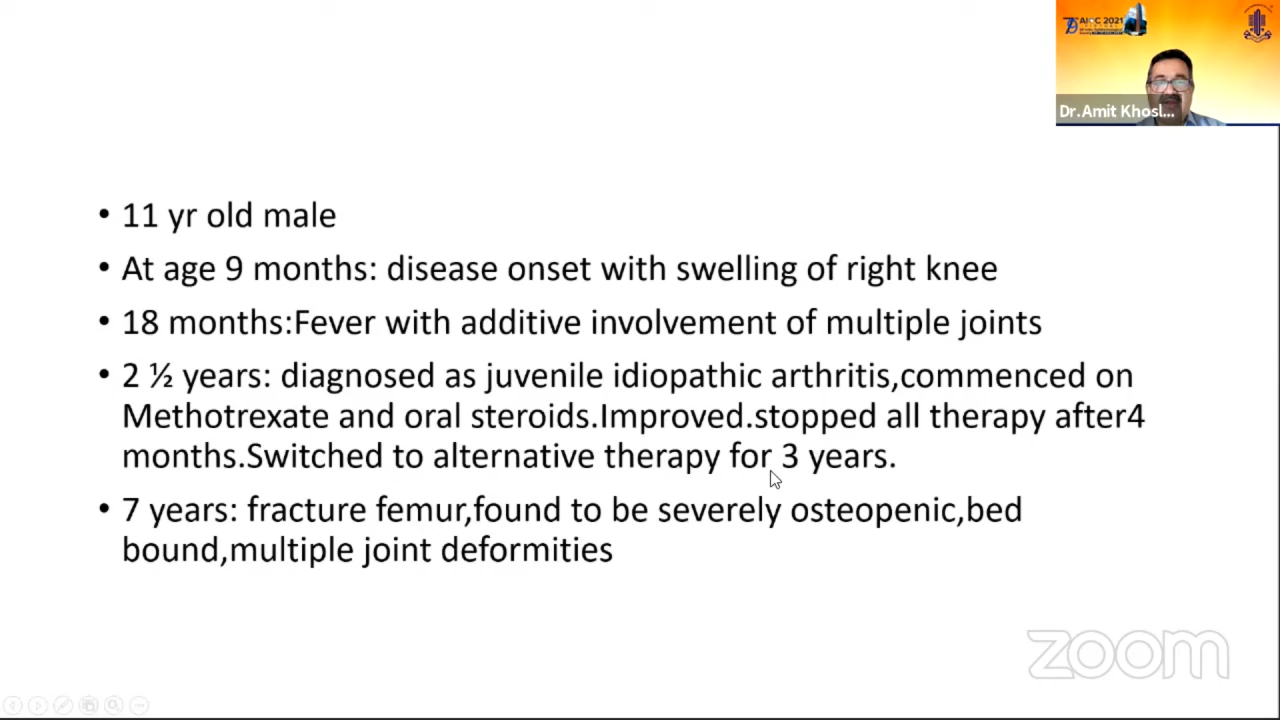 AIOC 2021
Dr.Amit Khosl...
• 11 yr old male
• At age 9 months: disease onset with swelling of right knee
• 18 months:Fever with additive involvement of multiple joints
• 2 ½ years: diagnosed as juvenile idiopathic arthritis,commenced on
Methotrexate and oral steroids.Improved.stopped all therapy after4
months.Switched to alternative therapy for 3 years.
• 7 years: fracture femur,found to be severely osteopenic,bed
bound,multiple joint deformities
zoom